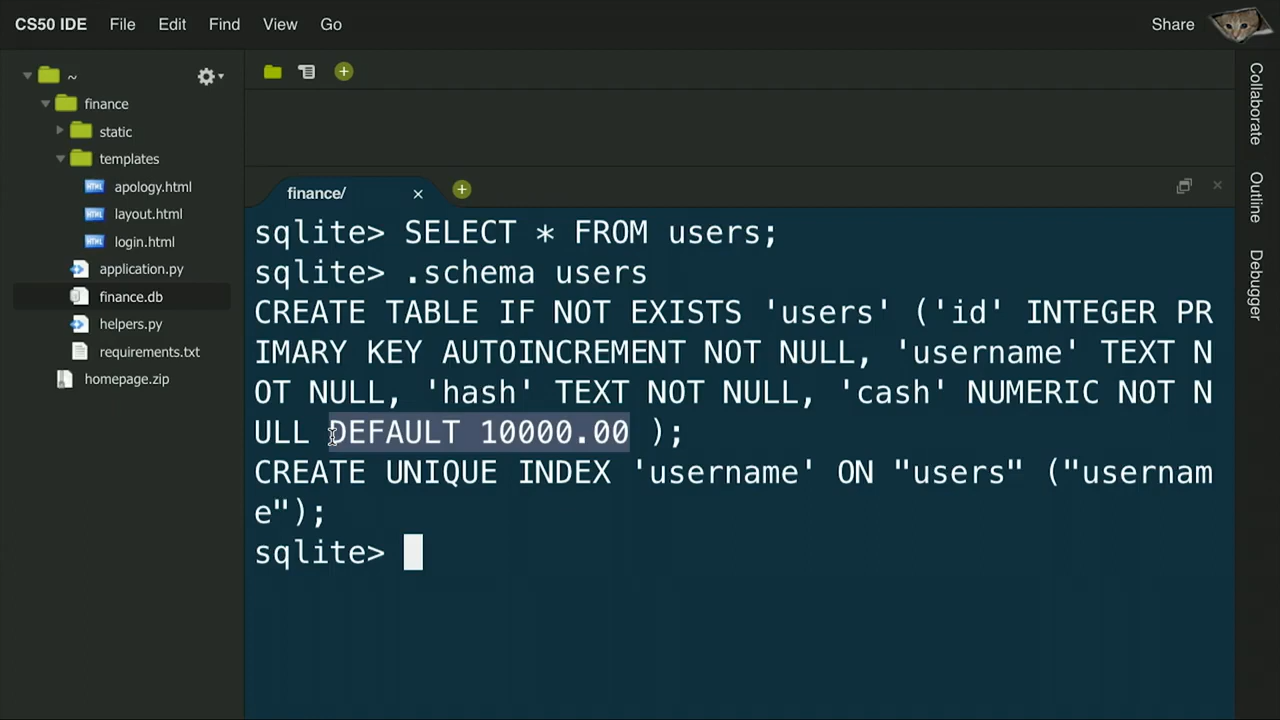 CS50 IDE File Edit Find View Go Share
~
finance
static
templates
apology.html
layout.html
login.html
application.py
finance.db
helpers.py
requirements.txt
homepage.zip
finance/
sqlite> SELECT * FROM users;
sqlite> .schema users
CREATE TABLE IF NOT EXISTS 'users' ('id' INTEGER PR
IMARY KEY AUTOINCREMENT NOT NULL, 'username' TEXT N
OT NULL, 'hash' TEXT NOT NULL, 'cash' NUMERIC NOT N
ULL DEFAULT 10000.00 );
CREATE UNIQUE INDEX 'username' ON "users" ("usernam
e");
sqlite>
Collaborate
Outline
Debugger